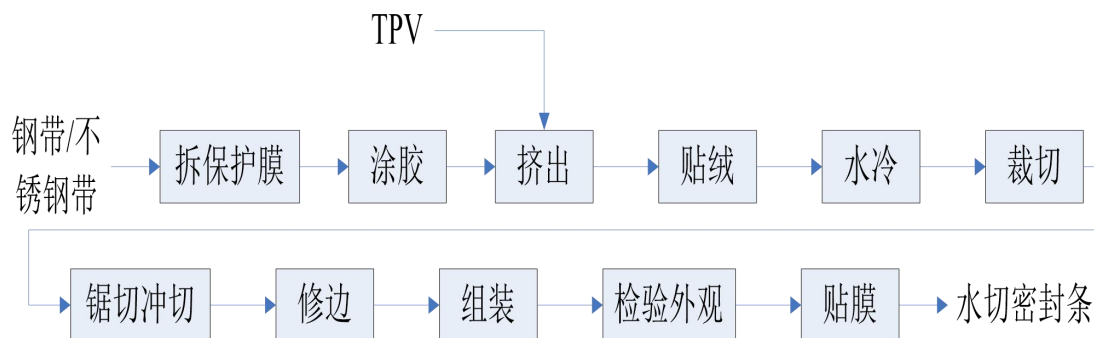 TPV
钢带/不
锈钢带
拆保护膜
涂胶
挤出
贴绒
水冷
裁切
锯切冲切
修边
组装
检验外观
贴膜
水切密封条